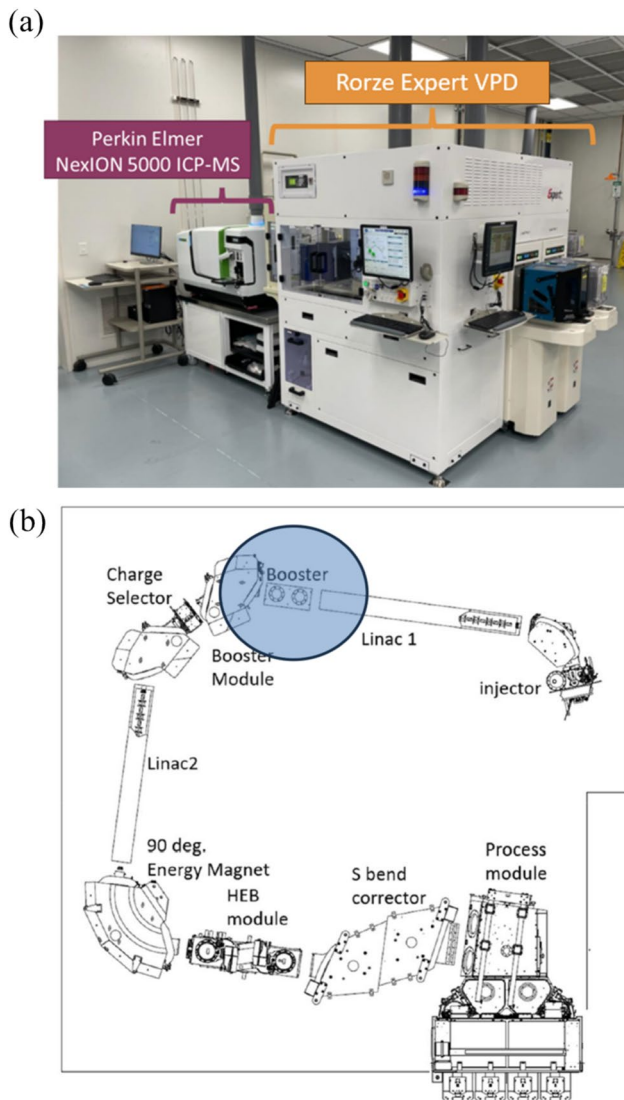 (a)
Rorze Expert VPD
Perkin Elmer
NexION 5000 ICP-MS
Expert
(b)
Charge
Selector
Booster
Booster
Module
Linac 1
injector
Linac2
90 deg.
Energy Magnet
HEB
module
S bend
corrector
Process
module